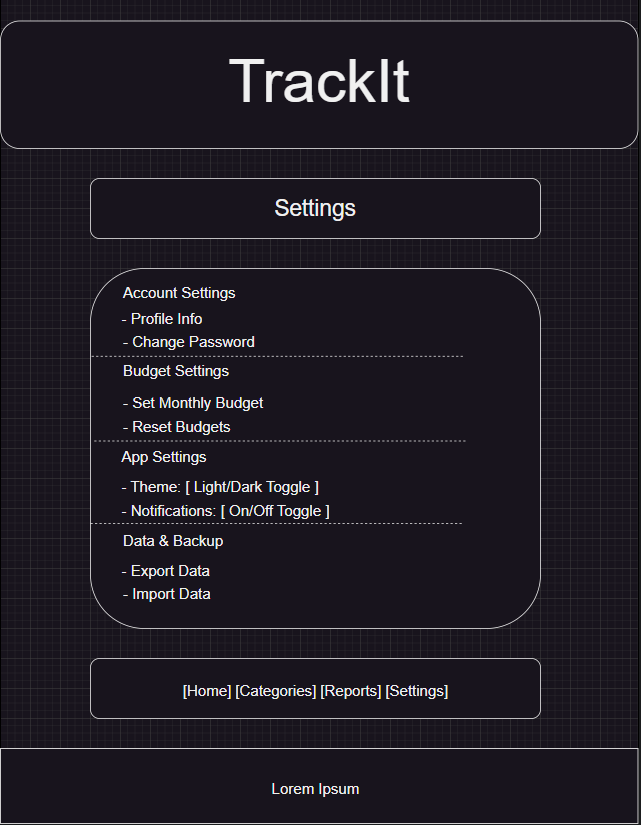 TrackIt
Settings
Account Settings
- Profile Info
- Change Password
Budget Settings
- Set Monthly Budget
- Reset Budgets
App Settings
- Theme: [ Light/Dark Toggle ]
- Notifications: [ On/Off Toggle ]
Data & Backup
- Export Data
- Import Data
[Home] [Categories] [Reports] [Settings]
Lorem Ipsum